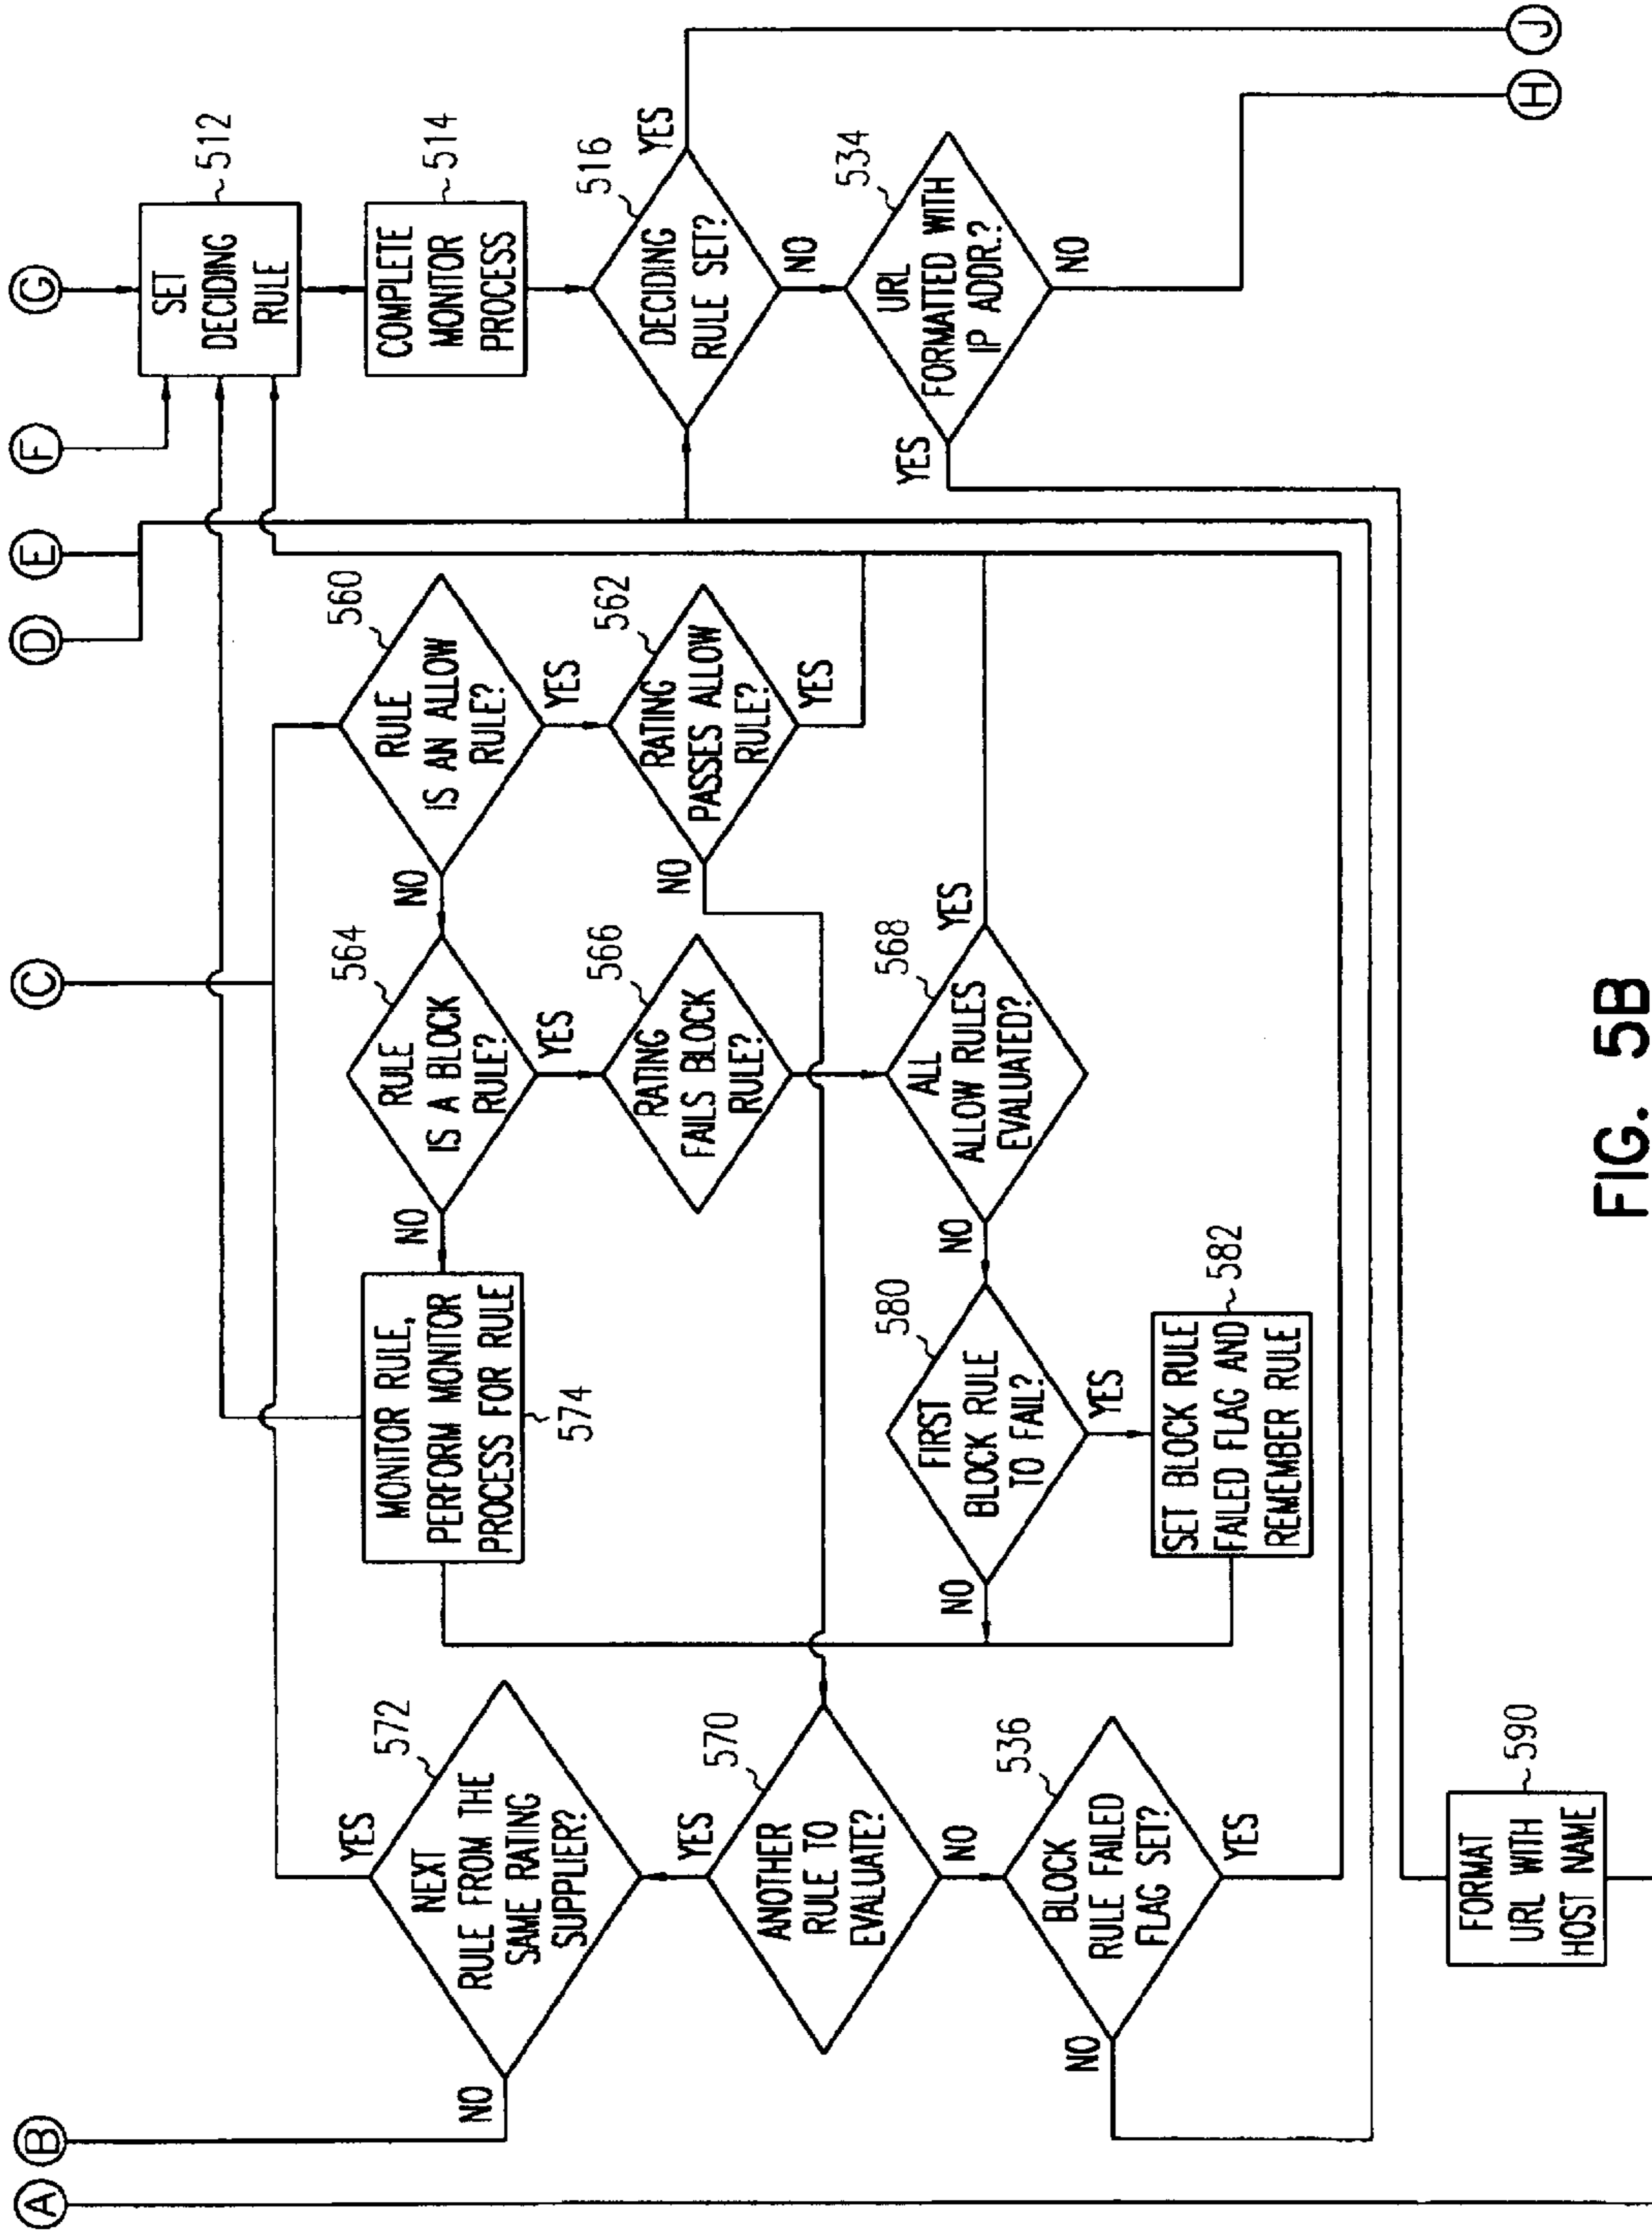 A
B
C
D
E
F
G
SET
DECIDING
RULE
512
COMPLETE
MONITOR
PROCESS
514
DECIDING
RULE SET?
516
YES
NO
URL
FORMATTED WITH
IP ADDR.?
534
YES
NO
H
J
RULE
IS AN ALLOW
RULE?
560
NO
YES
RATING
PASSES ALLOW
RULE?
562
NO
YES
RULE
IS A BLOCK
RULE?
564
NO
YES
RATING
FAILS BLOCK
RULE?
566
ALL
ALLOW RULES
EVALUATED?
568
NO
YES
MONITOR RULE,
PERFORM MONITOR
PROCESS FOR RULE
574
FIRST
BLOCK RULE
TO FAIL?
580
NO
YES
SET BLOCK RULE
FAILED FLAG AND
REMEMBER RULE
582
NEXT
RULE FROM THE
SAME RATING
SUPPLIER?
572
NO
YES
ANOTHER
RULE TO
EVALUATE?
570
YES
NO
BLOCK
RULE FAILED
FLAG SET?
536
NO
YES
FORMAT
URL WITH
HOST NAME
590
FIG. 5B